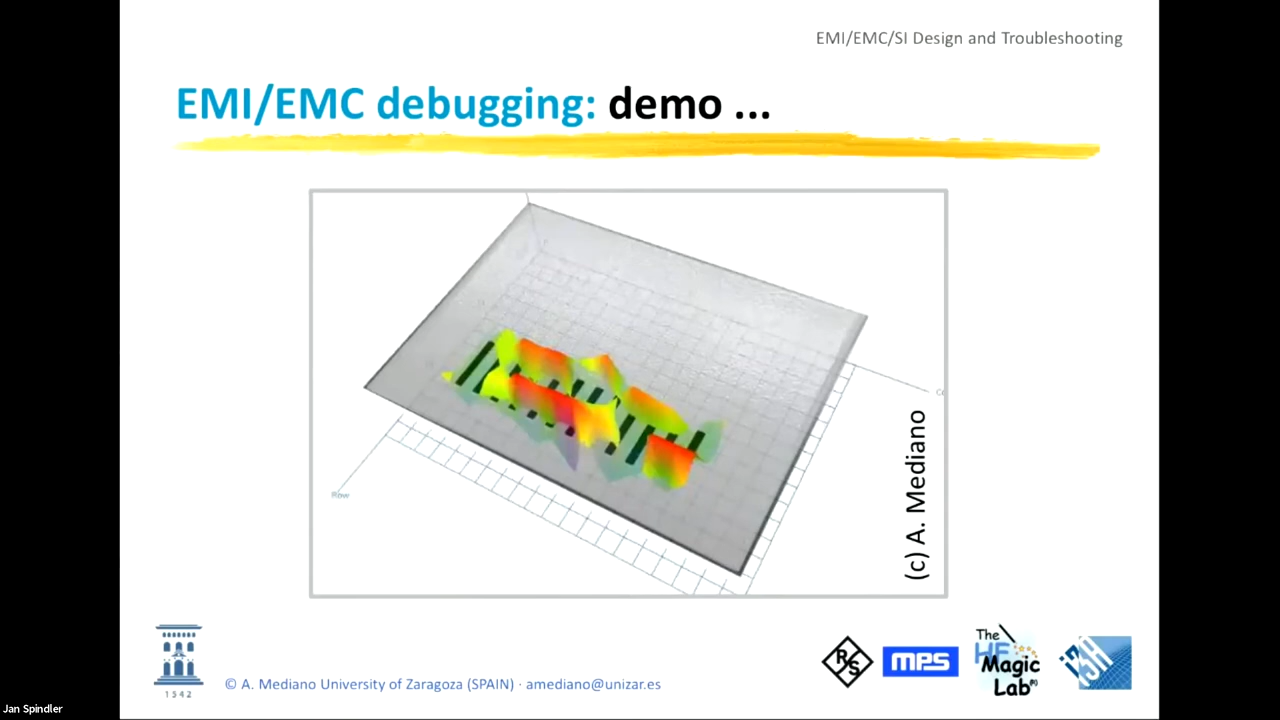 EMI/EMC/SI Design and Troubleshooting
EMI/EMC debugging: demo ...
Row
(c) A. Mediano
1542
© A. Mediano University of Zaragoza (SPAIN) · amediano@unizar.es
R/S
MPS
The
HF
Magic
Lab
I3A
Jan Spindler